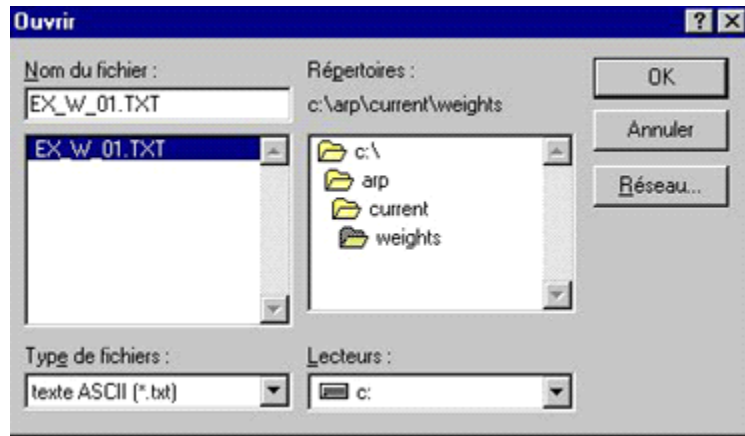 Ouvrir
Nom du fichier :
EX_W_01.TXT
EX_W_01.TXT
Répertoires :
c:\arp\current\weights
c:\
arp
current
weights
OK
Annuler
Réseau...
Type de fichiers :
texte ASCII (*.txt)
Lecteurs :
c: